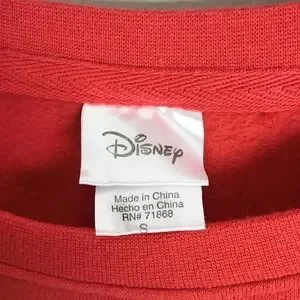 Disney
Made in China
Hecho en China
RN# 71868
S